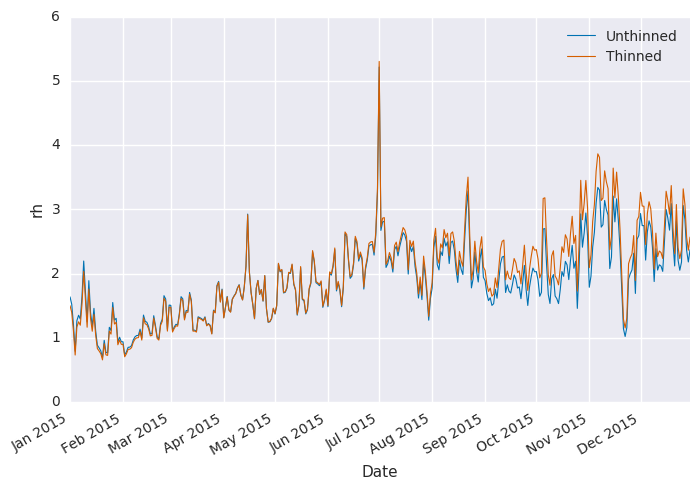 6
5
4
3
2
1
0
rh
Unthinned
Thinned
Jan 2015
Feb 2015
Mar 2015
Apr 2015
May 2015
Jun 2015
Jul 2015
Aug 2015
Sep 2015
Oct 2015
Nov 2015
Dec 2015
Date